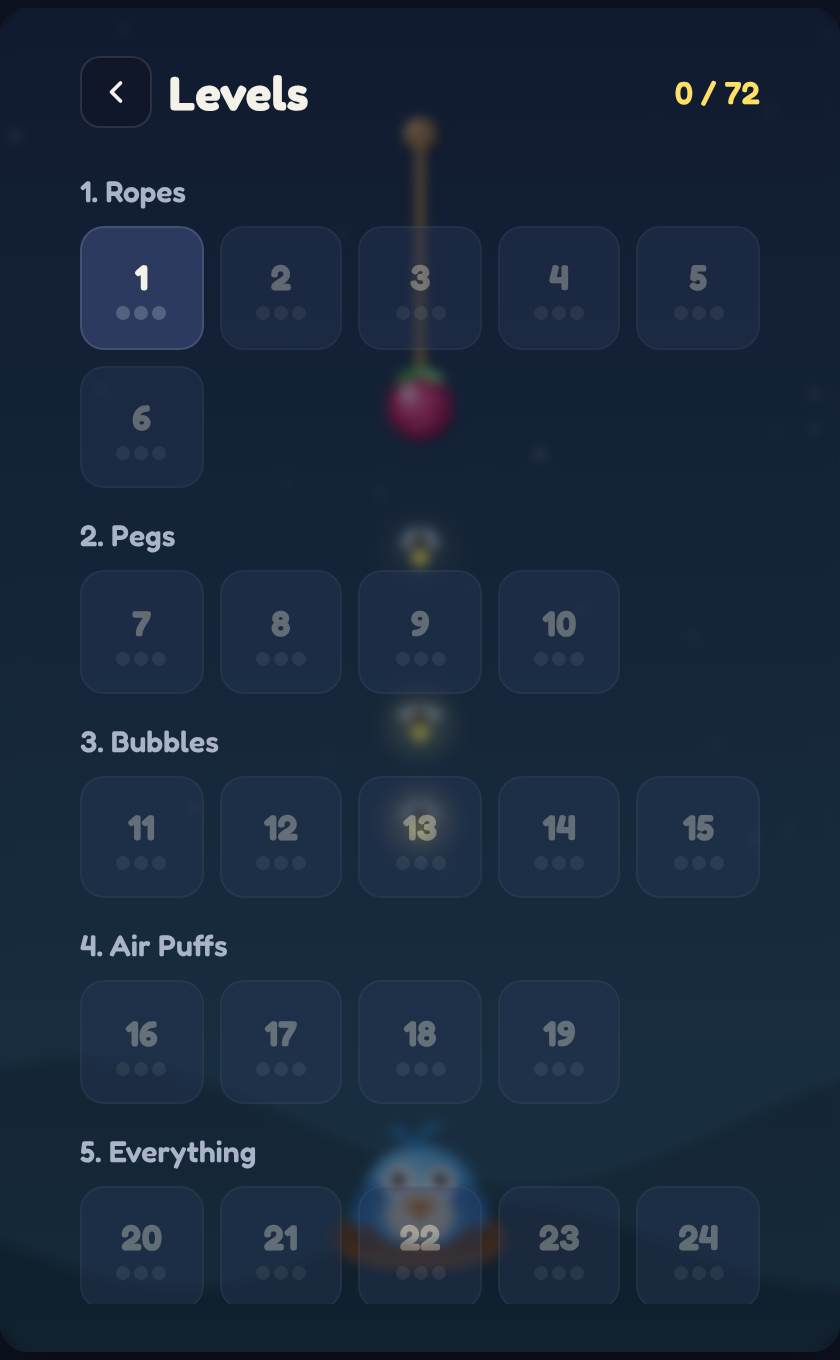 Levels
0 / 72
1. Ropes
1 2 3 4 5
6
2. Pegs
7 8 9 10
3. Bubbles
11 12 13 14 15
4. Air Puffs
16 17 18 19
5. Everything
20 21 22 23 24